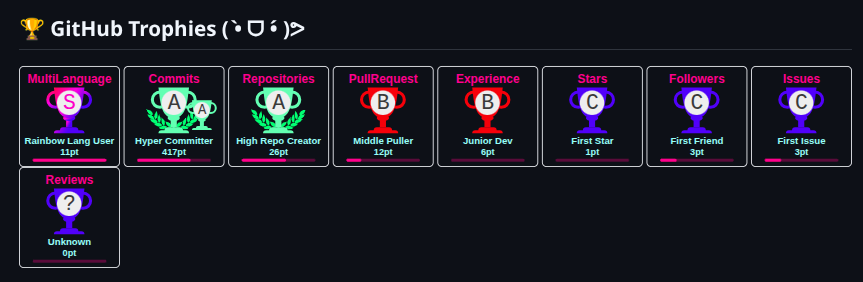 🏆 GitHub Trophies (`• ᗜ •́ )ᕗ
MultiLanguage
S
Rainbow Lang User
11pt
Commits
A
A
Hyper Committer
417pt
Repositories
A
High Repo Creator
26pt
PullRequest
B
Middle Puller
12pt
Experience
B
Junior Dev
6pt
Stars
C
First Star
1pt
Followers
C
First Friend
3pt
Issues
C
First Issue
3pt
Reviews
?
Unknown
0pt